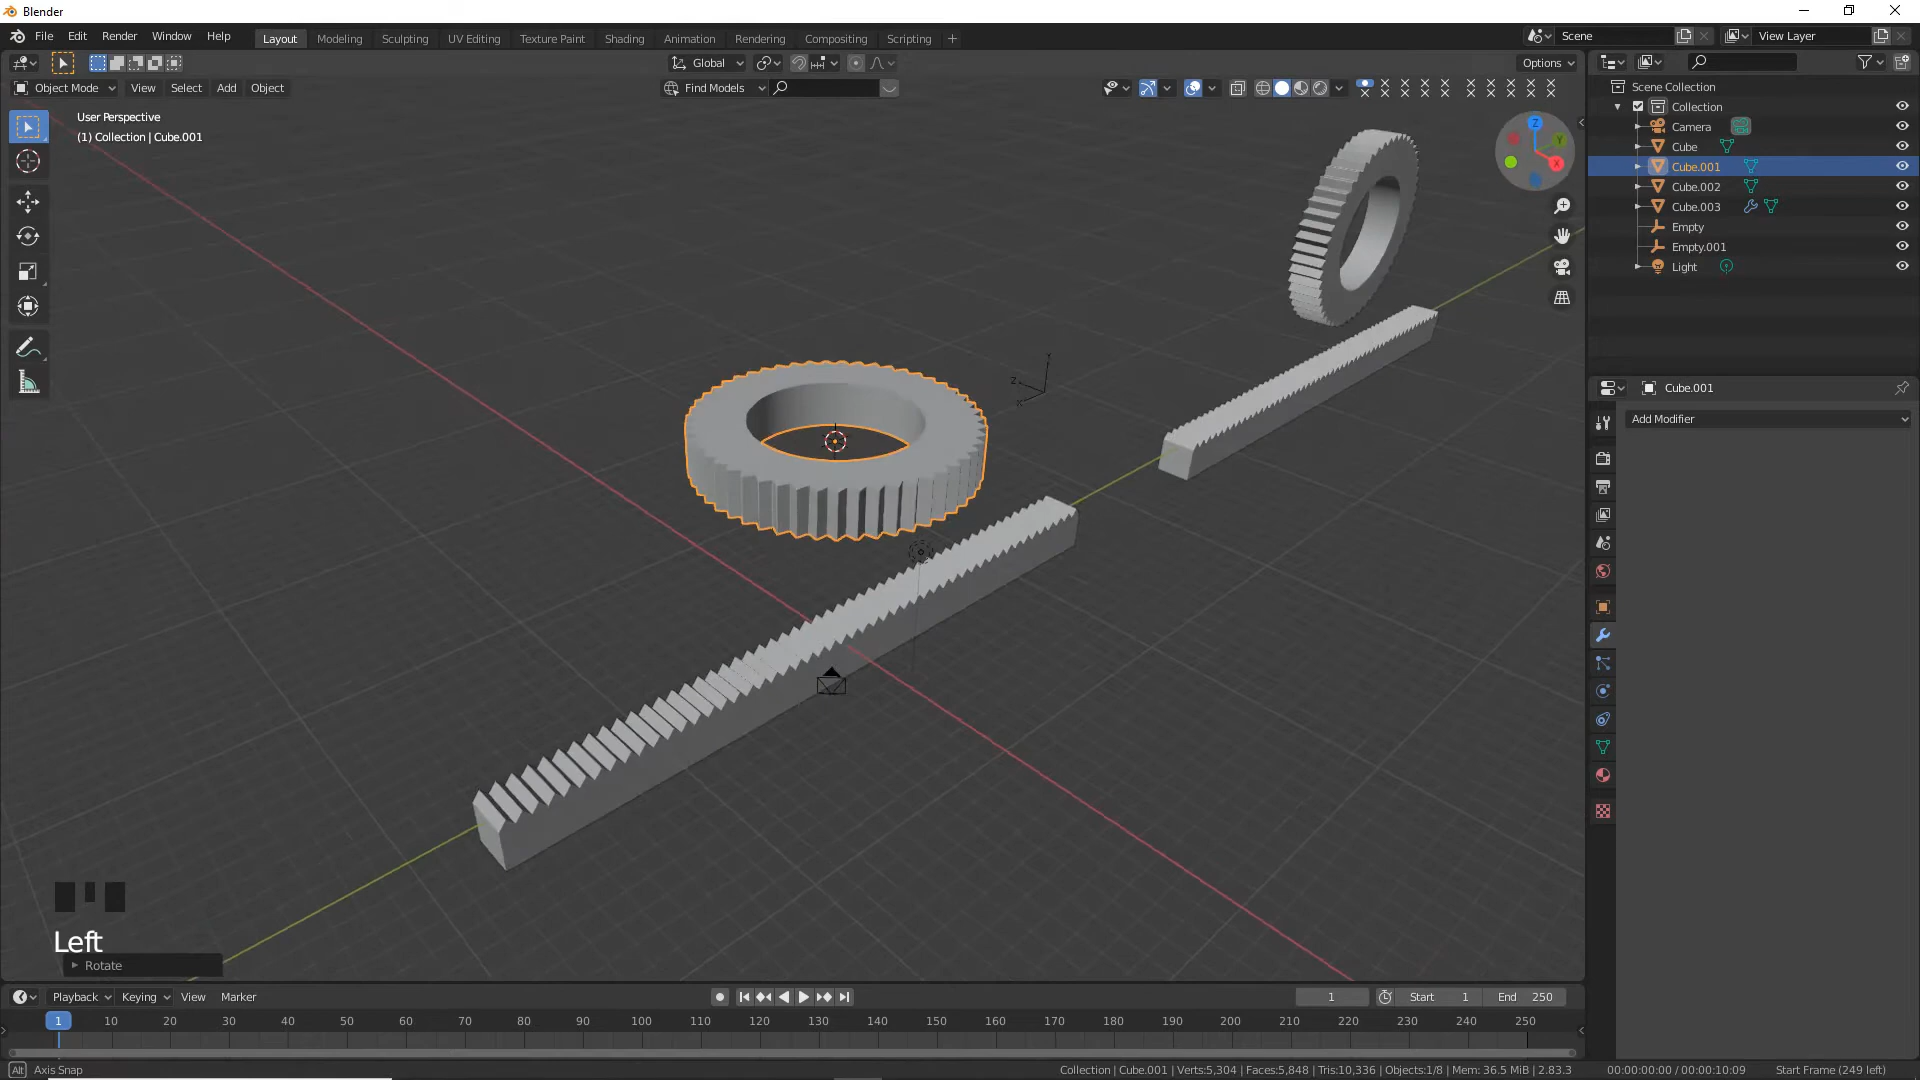 Blender
File Edit Render Window Help
Layout Modeling Sculpting UV Editing Texture Paint Shading Animation Rendering Compositing Scripting +
Scene
View Layer
Global
Options
Object Mode View Select Add Object
Find Models
User Perspective
(1) Collection | Cube.001
Scene Collection
Collection
Camera
Cube
Cube.001
Cube.002
Cube.003
Empty
Empty.001
Light
Cube.001
Add Modifier
Z
Y
X
Y
Z
X
Left
Rotate
Playback Keying View Marker
1
Start 1
End 250
1 10 20 30 40 50 60 70 80 90 100 110 120 130 140 150 160 170 180 190 200 210 220 230 240 250
Alt Axis Snap
Collection | Cube.001 | Verts:5,304 | Faces:5,848 | Tris:10,336 | Objects:1/8 | Mem: 36.5 MiB | 2.83.3
00:00:00:00 / 00:00:10:09
Start Frame (249 left)